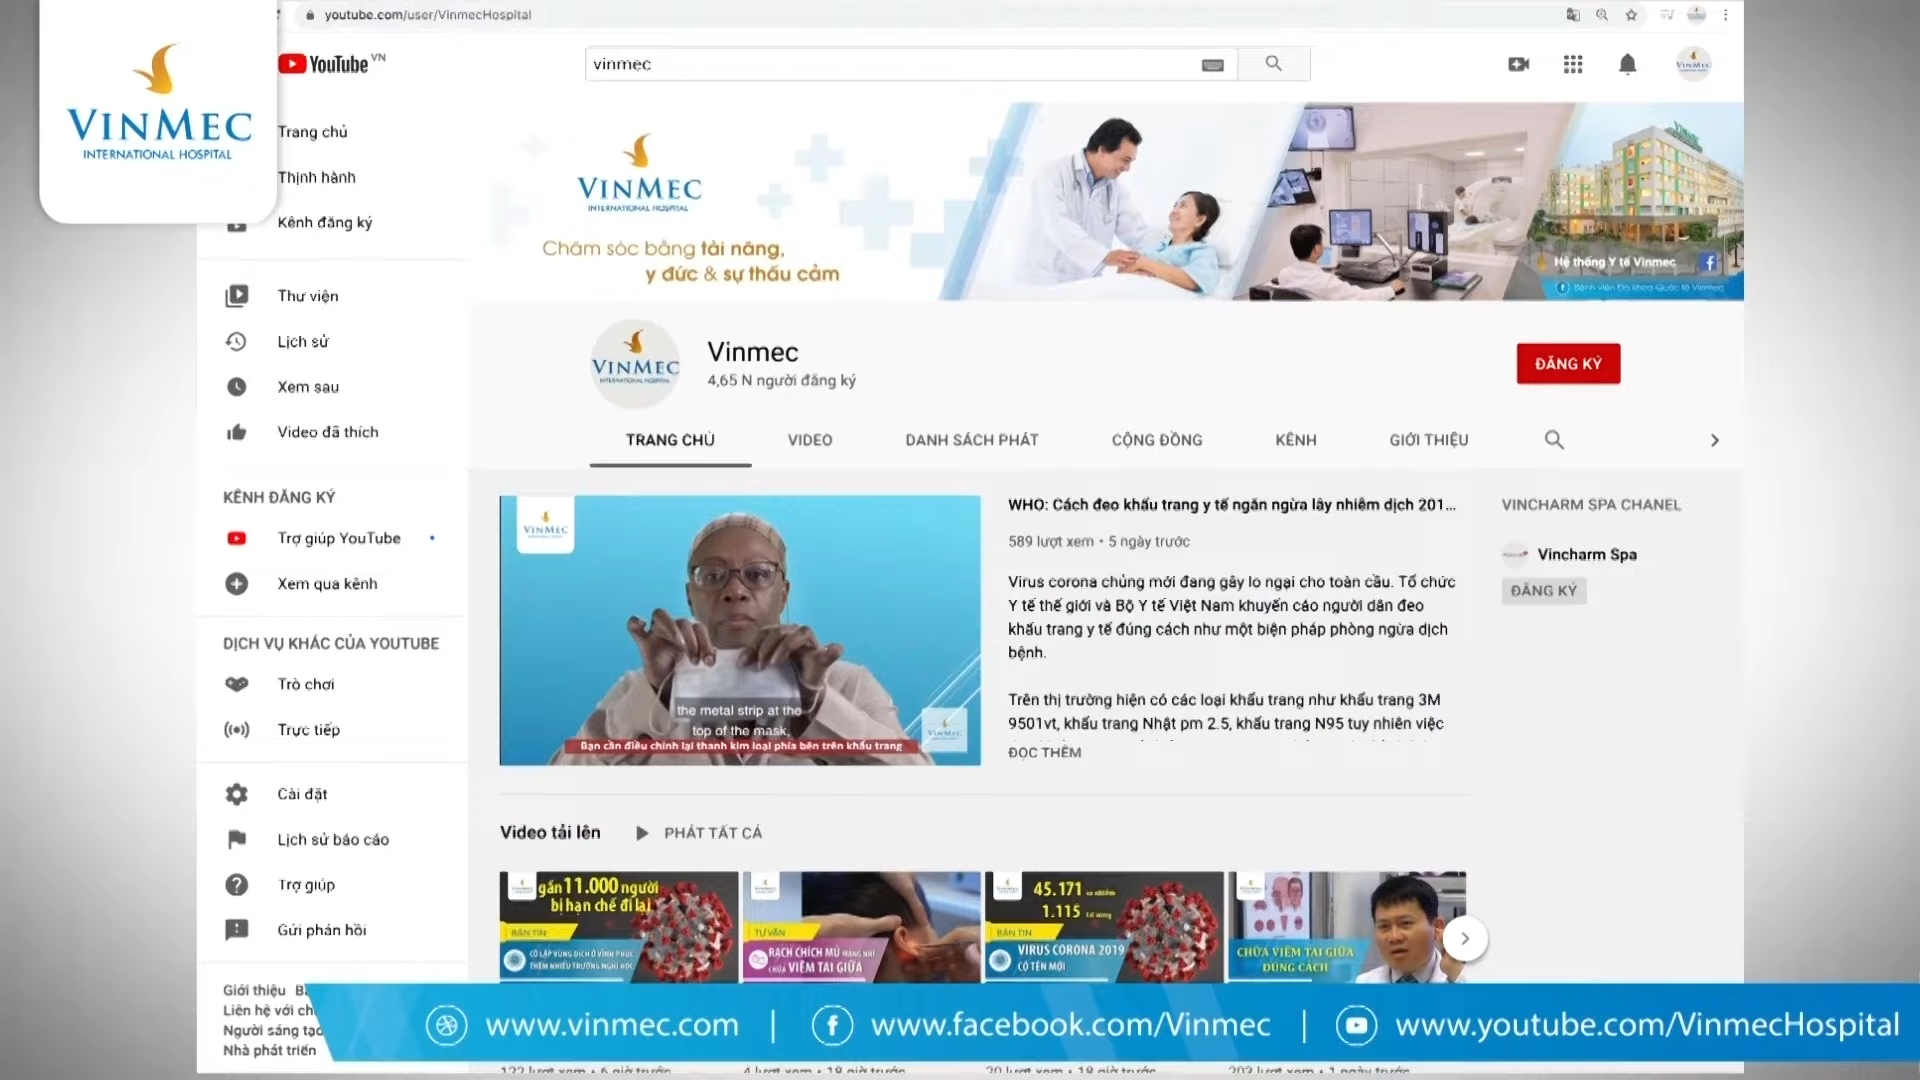 VINMEC
INTERNATIONAL HOSPITAL
youtube.com/user/VinmecHospital
YouTube VN
vinmec
Trang chủ
Thịnh hành
Kênh đăng ký
Thư viện
Lịch sử
Xem sau
Video đã thích
KÊNH ĐĂNG KÝ
Trợ giúp YouTube
Xem qua kênh
DỊCH VỤ KHÁC CỦA YOUTUBE
Trò chơi
Trực tiếp
Cài đặt
Lịch sử báo cáo
Trợ giúp
Gửi phản hồi
Giới thiệu
Liên hệ với
Người sáng tạo
Nhà phát triển
VINMEC
INTERNATIONAL HOSPITAL
Chăm sóc bằng tài năng,
y đức & sự thấu cảm
Hệ thống Y tế Vinmec
Bệnh viện Đa khoa Quốc tế Vinmec
VINMEC
INTERNATIONAL HOSPITAL
Vinmec
4,65 N người đăng ký
ĐĂNG KÝ
TRANG CHỦ
VIDEO
DANH SÁCH PHÁT
CỘNG ĐỒNG
KÊNH
GIỚI THIỆU
VINMEC
the metal strip at the
top of the mask,
Bạn cần điều chỉnh lại thanh kim loại phía bên trên khẩu trang
VINMEC
WHO: Cách đeo khẩu trang y tế ngăn ngừa lây nhiễm dịch 201...
589 lượt xem • 5 ngày trước
Virus corona chủng mới đang gây lo ngại cho toàn cầu. Tổ chức
Y tế thế giới và Bộ Y tế Việt Nam khuyến cáo người dân đeo
khẩu trang y tế đúng cách như một biện pháp phòng ngừa dịch
bệnh.
Trên thị trường hiện có các loại khẩu trang như khẩu trang 3M
9501vt, khẩu trang Nhật pm 2.5, khẩu trang N95 tuy nhiên việc
ĐỌC THÊM
VINCHARM SPA CHANEL
Vincharm Spa
ĐĂNG KÝ
Video tải lên
PHÁT TẤT CẢ
gần 11.000 người
bị hạn chế đi lại
BẢN TIN
CÔ LẬP VÙNG DỊCH Ở VĨNH PHÚC
THÊM NHIỀU TRƯỜNG NGHỈ HỌC
TƯ VẤN
RẠCH CHÍCH MỦ MÀNG NHĨ
CHỮA VIÊM TAI GIỮA
45.171 ca nhiễm
1.115 tử vong
BẢN TIN
VIRUS CORONA 2019
CÓ TÊN MỚI
CHỮA VIÊM TAI GIỮA
ĐÚNG CÁCH
122 lượt xem • 6 giờ trước
4 lượt xem • 18 giờ trước
20 lượt xem • 18 giờ trước
203 lượt xem • 1 ngày trước
www.vinmec.com | www.facebook.com/Vinmec | www.youtube.com/VinmecHospital